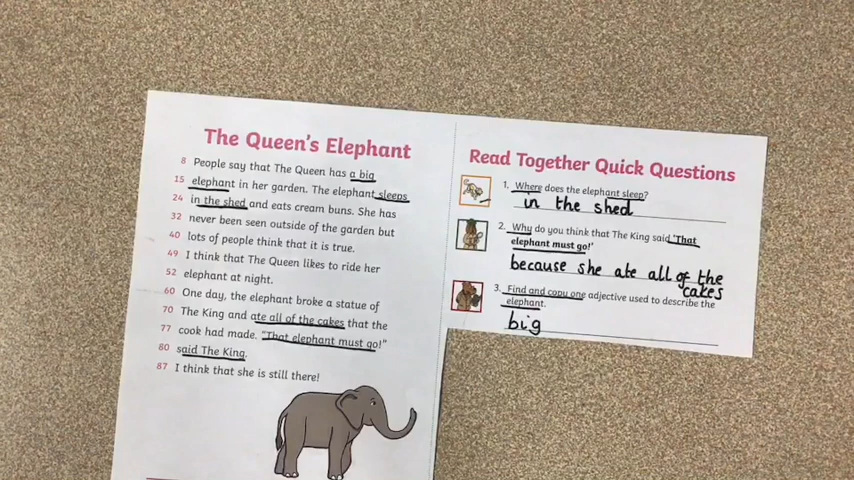 The Queen's Elephant
8 People say that The Queen has a big
15 elephant in her garden. The elephant sleeps
24 in the shed and eats cream buns. She has
32 never been seen outside of the garden but
40 lots of people think that it is true.
49 I think that The Queen likes to ride her
52 elephant at night.
60 One day, the elephant broke a statue of
70 The King and ate all of the cakes that the
77 cook had made. "That elephant must go!"
80 said The King.
87 I think that she is still there!
Read Together Quick Questions
1. Where does the elephant sleep?
in the shed
2. Why do you think that The King said 'That
elephant must go!'
because she ate all of the
cakes
3. Find and copy one adjective used to describe the
elephant.
big